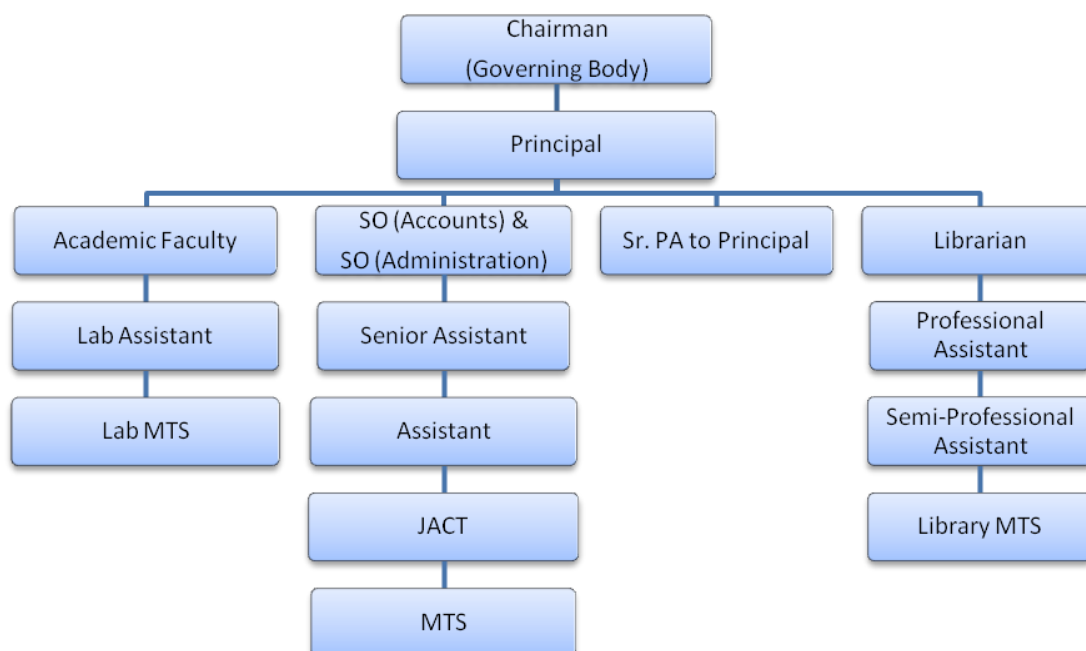 Chairman
(Governing Body)
Principal
Academic Faculty
SO (Accounts) &
SO (Administration)
Sr. PA to Principal
Librarian
Lab Assistant
Senior Assistant
Professional
Assistant
Lab MTS
Assistant
Semi-Professional
Assistant
JACT
Library MTS
MTS